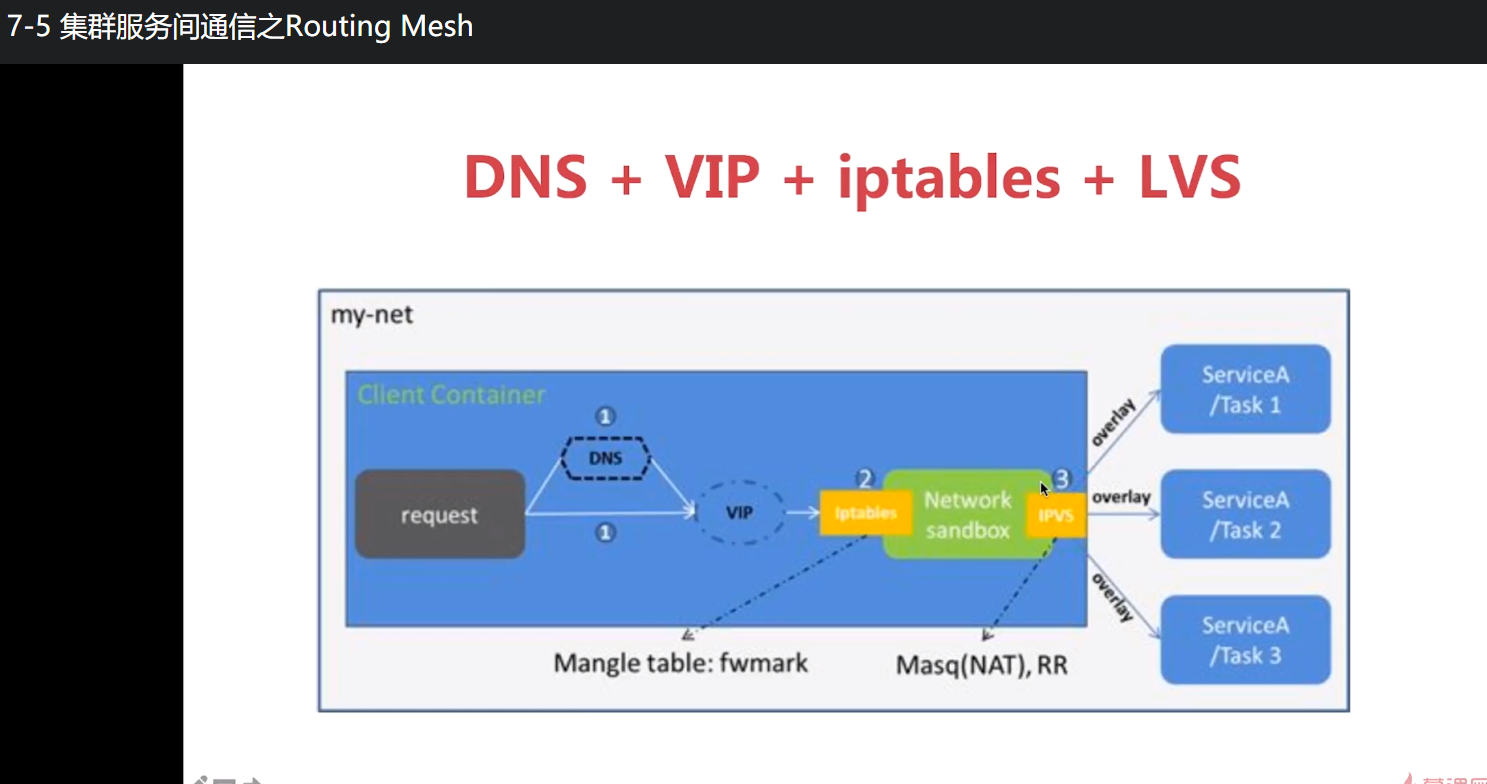 7-5 集群服务间通信之Routing Mesh
DNS + VIP + iptables + LVS
my-net
Client Container
1
DNS
request
1
VIP
2
Iptables
Network
sandbox
3
IPVS
overlay
overlay
overlay
ServiceA
/Task 1
ServiceA
/Task 2
ServiceA
/Task 3
Mangle table: fwmark
Masq(NAT), RR